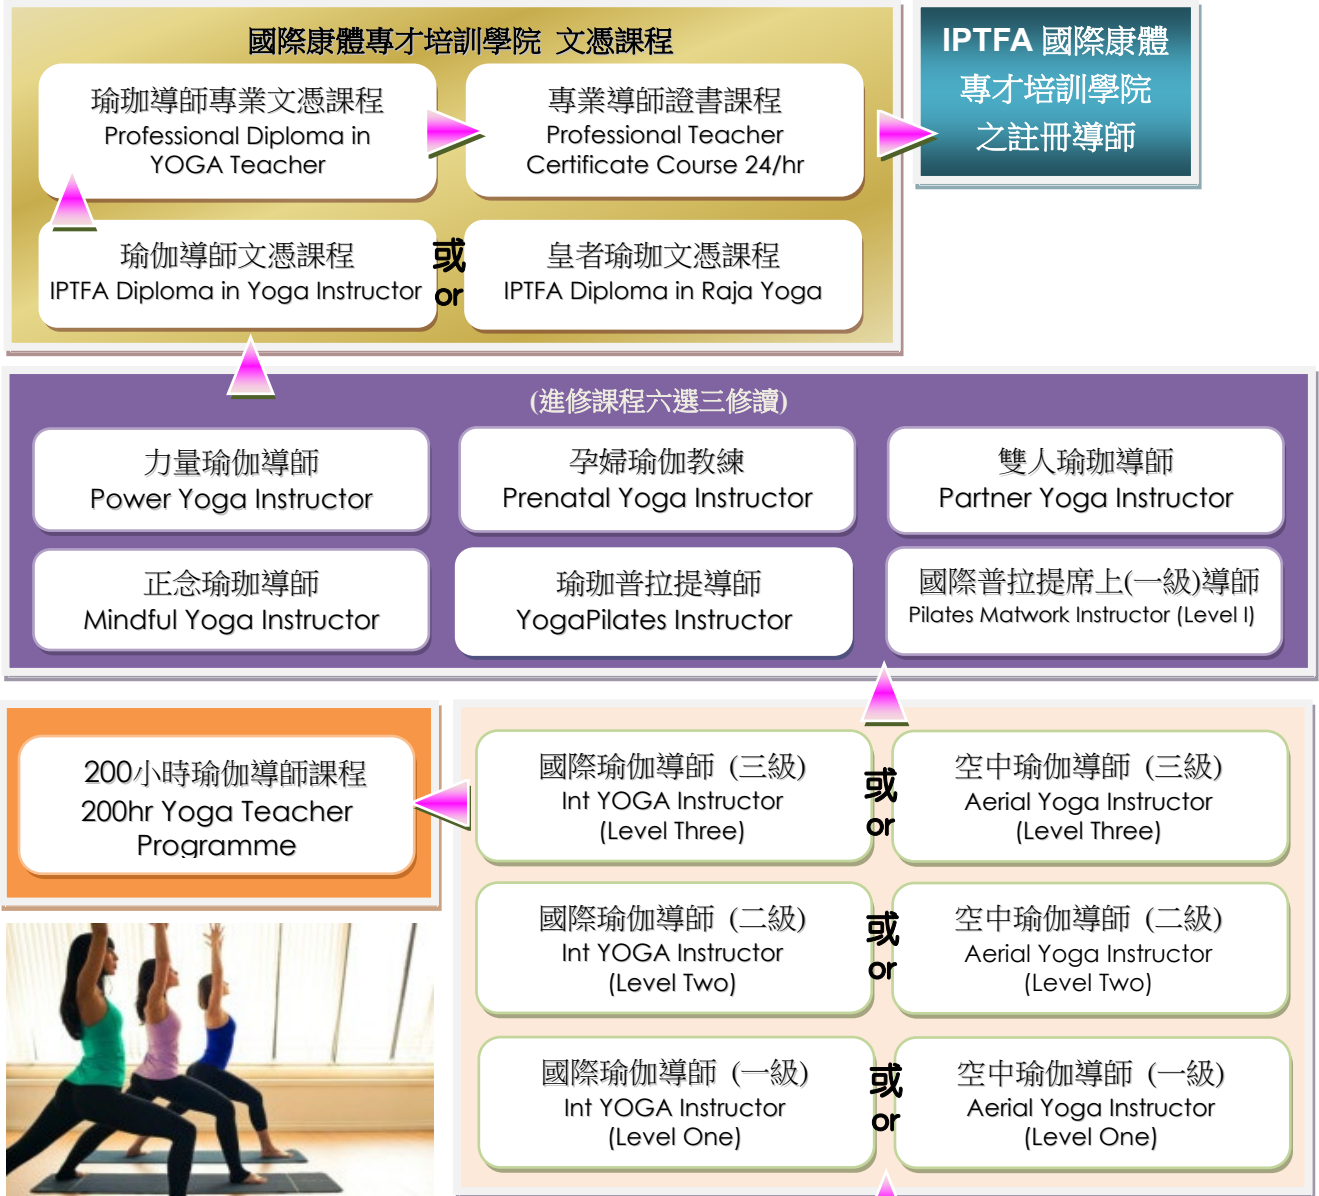 國際康體專才培訓學院 文憑課程
瑜珈導師專業文憑課程
Professional Diploma in
YOGA Teacher
專業導師證書課程
Professional Teacher
Certificate Course 24/hr
IPTFA 國際康體
專才培訓學院
之註冊導師
瑜伽導師文憑課程
IPTFA Diploma in Yoga Instructor
或
or
皇者瑜珈文憑課程
IPTFA Diploma in Raja Yoga
(進修課程六選三修讀)
力量瑜伽導師
Power Yoga Instructor
孕婦瑜伽教練
Prenatal Yoga Instructor
雙人瑜珈導師
Partner Yoga Instructor
正念瑜珈導師
Mindful Yoga Instructor
瑜珈普拉提導師
YogaPilates Instructor
國際普拉提席上(一級)導師
Pilates Matwork Instructor (Level I)
200小時瑜伽導師課程
200hr Yoga Teacher
Programme
國際瑜伽導師 (三級)
Int YOGA Instructor
(Level Three)
或
or
空中瑜伽導師 (三級)
Aerial Yoga Instructor
(Level Three)
國際瑜伽導師 (二級)
Int YOGA Instructor
(Level Two)
或
or
空中瑜伽導師 (二級)
Aerial Yoga Instructor
(Level Two)
國際瑜伽導師 (一級)
Int YOGA Instructor
(Level One)
或
or
空中瑜伽導師 (一級)
Aerial Yoga Instructor
(Level One)